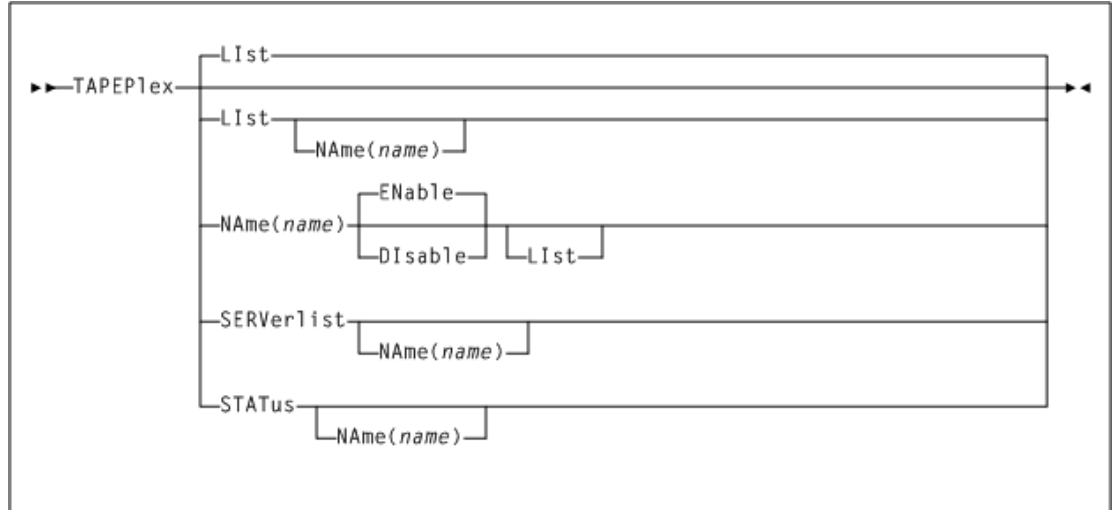 LIst
TAPEPlex
LIst
NAme(name)
ENable
NAme(name)
DIsable LIst
SERVerlist
NAme(name)
STATus
NAme(name)